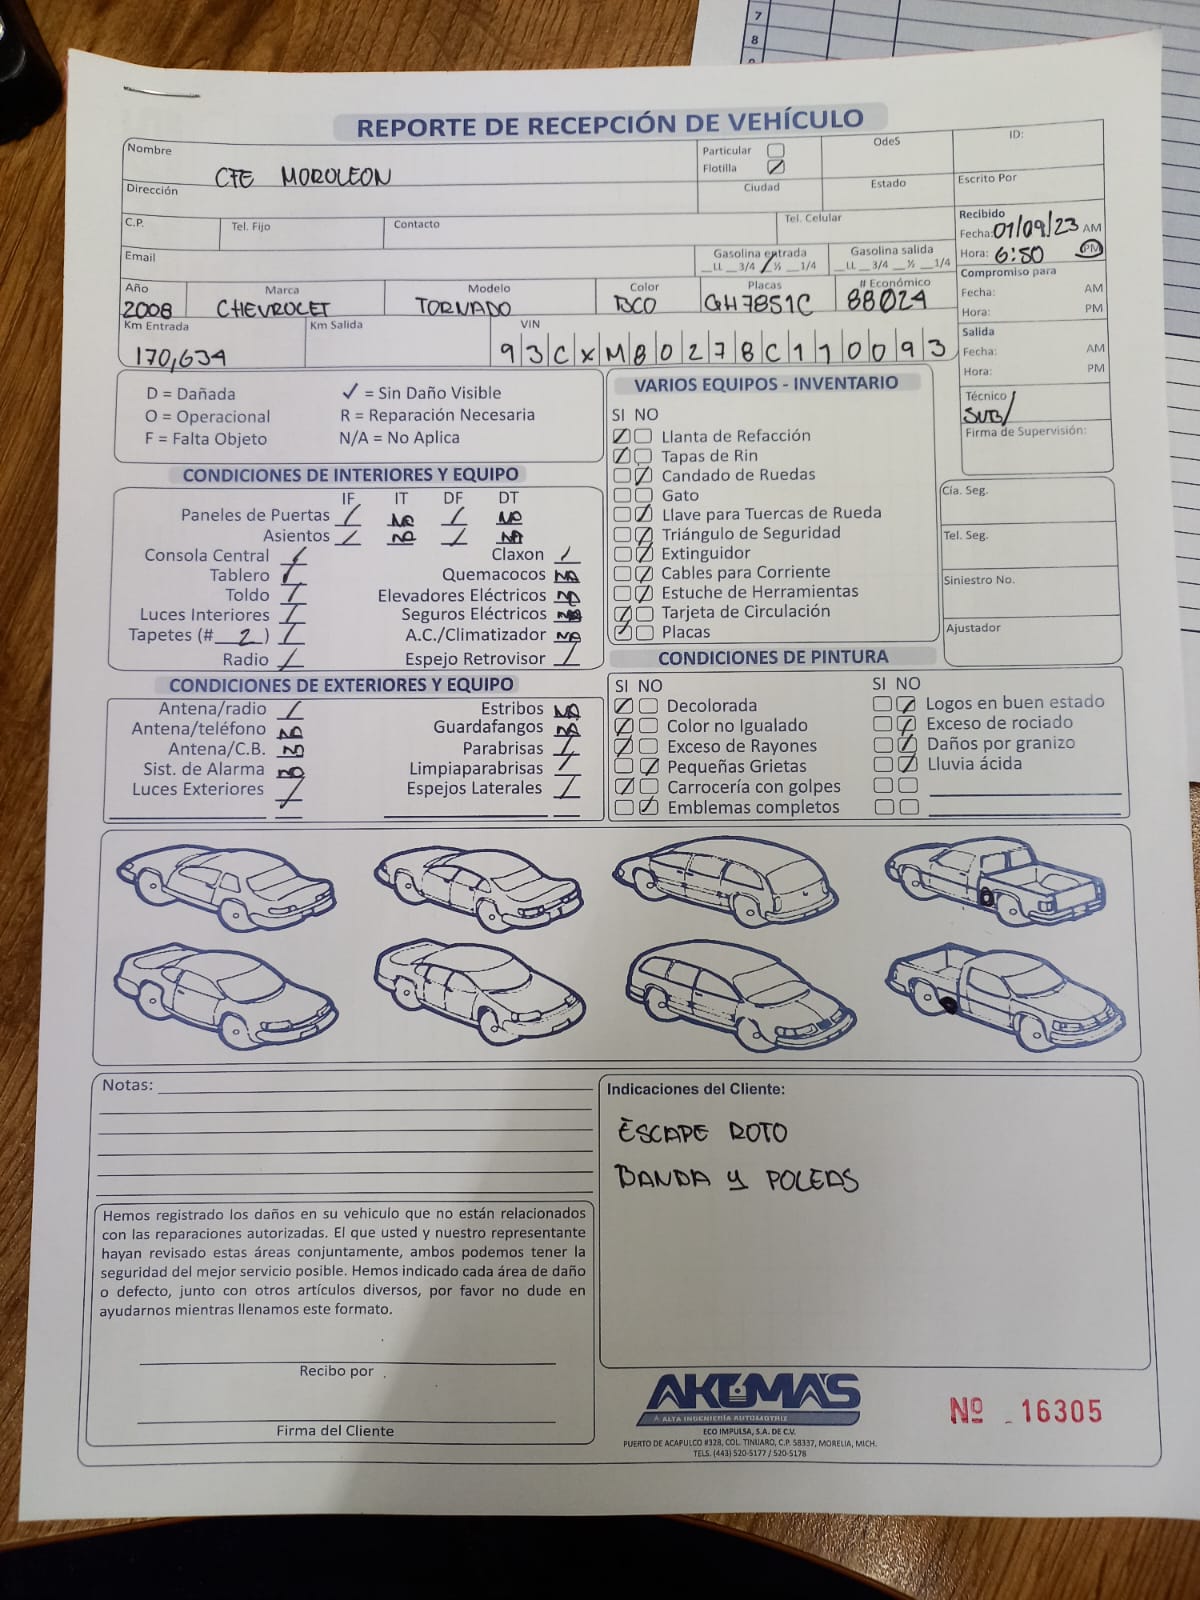 7
8
REPORTE DE RECEPCIÓN DE VEHÍCULO
Nombre
CFE MOROLEON
Particular
Flotilla
OdeS
ID:
Dirección
Ciudad
Estado
Escrito Por
C.P.
Tel. Fijo
Contacto
Tel. Celular
Recibido
Fecha: 01/09/23 AM
Hora: 6:50 PM
Email
Gasolina entrada
__LL __3/4 __½ __1/4
Gasolina salida
__LL __3/4 __½ __1/4
Compromiso para
Fecha: AM
Hora: PM
Año Marca Modelo Color Placas # Económico
2008 CHEVROLET TORNADO BCO GH7851C 88024
Km Entrada Km Salida VIN
170,634 93CXM80278C110093
Salida
Fecha: AM
Hora: PM
Técnico
SUB/
Firma de Supervisión:
D = Dañada ✓ = Sin Daño Visible
O = Operacional R = Reparación Necesaria
F = Falta Objeto N/A = No Aplica
CONDICIONES DE INTERIORES Y EQUIPO
IF IT DF DT
Paneles de Puertas / NA / NA
Asientos / NA / NA
Consola Central / Claxon /
Tablero / Quemacocos NA
Toldo / Elevadores Eléctricos NA
Luces Interiores / Seguros Eléctricos NA
Tapetes (# 2 ) / A.C./Climatizador NA
Radio / Espejo Retrovisor /
CONDICIONES DE EXTERIORES Y EQUIPO
Antena/radio / Estribos NA
Antena/teléfono NA Guardafangos NA
Antena/C.B. NA Parabrisas /
Sist. de Alarma NA Limpiaparabrisas /
Luces Exteriores / Espejos Laterales /
VARIOS EQUIPOS - INVENTARIO
SI NO
Llanta de Refacción
Tapas de Rin
Candado de Ruedas
Gato
Llave para Tuercas de Rueda
Triángulo de Seguridad
Extinguidor
Cables para Corriente
Estuche de Herramientas
Tarjeta de Circulación
Placas
Cía. Seg.
Tel. Seg.
Siniestro No.
Ajustador
CONDICIONES DE PINTURA
SI NO SI NO
Decolorada Logos en buen estado
Color no Igualado Exceso de rociado
Exceso de Rayones Daños por granizo
Pequeñas Grietas Lluvia ácida
Carrocería con golpes
Emblemas completos
Notas:
Indicaciones del Cliente:
ESCAPE ROTO
BANDA Y POLEAS
Hemos registrado los daños en su vehiculo que no están relacionados
con las reparaciones autorizadas. El que usted y nuestro representante
hayan revisado estas áreas conjuntamente, ambos podemos tener la
seguridad del mejor servicio posible. Hemos indicado cada área de daño
o defecto, junto con otros artículos diversos, por favor no dude en
ayudarnos mientras llenamos este formato.
Recibo por
Firma del Cliente
AKUMA'S
ALTA INGENIERÍA AUTOMOTRIZ
ECO IMPULSA, S.A. DE C.V.
PUERTO DE ACAPULCO #328, COL. TINIJARO, C.P. 58337, MORELIA, MICH.
TELS. (443) 520-5177 / 520-5178
Nº 16305